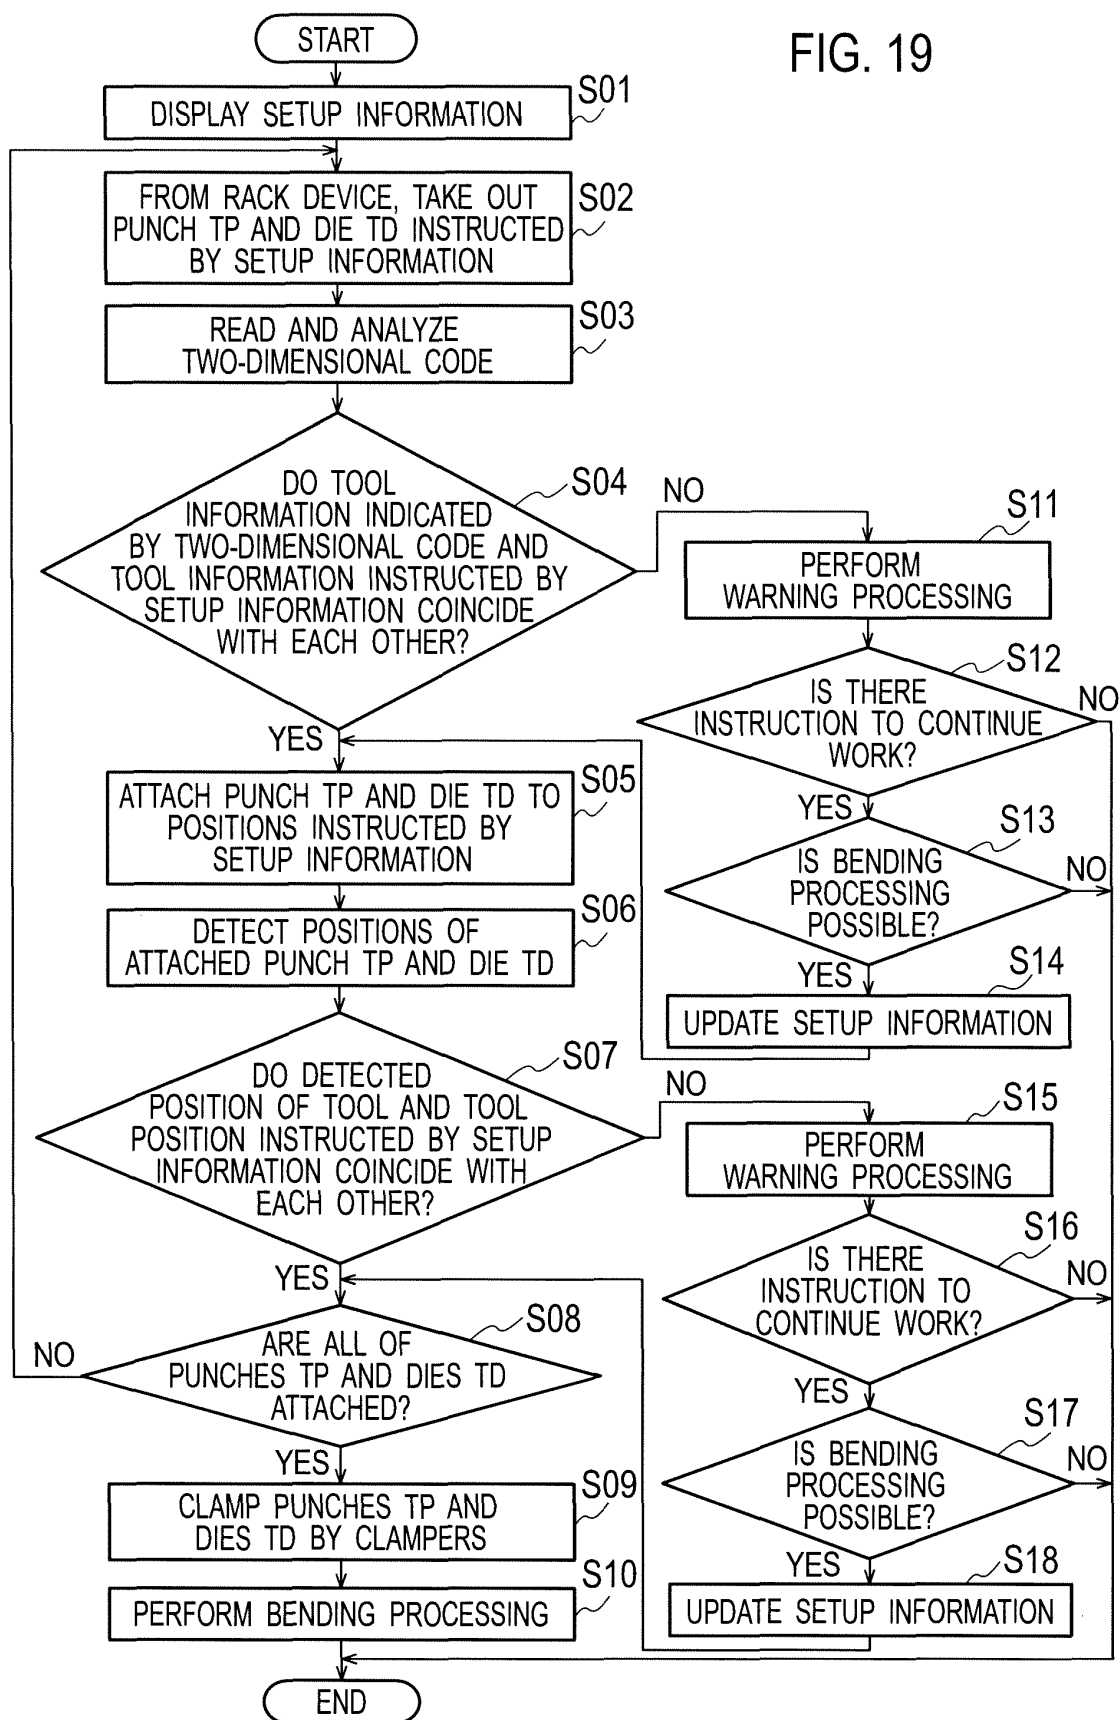 FIG. 19
START
S01
DISPLAY SETUP INFORMATION
S02
FROM RACK DEVICE, TAKE OUT
PUNCH TP AND DIE TD INSTRUCTED
BY SETUP INFORMATION
S03
READ AND ANALYZE
TWO-DIMENSIONAL CODE
S04
DO TOOL
INFORMATION INDICATED
BY TWO-DIMENSIONAL CODE AND
TOOL INFORMATION INSTRUCTED BY
SETUP INFORMATION COINCIDE
WITH EACH OTHER?
NO
YES
S05
ATTACH PUNCH TP AND DIE TD TO
POSITIONS INSTRUCTED BY
SETUP INFORMATION
S06
DETECT POSITIONS OF
ATTACHED PUNCH TP AND DIE TD
S07
DO DETECTED
POSITION OF TOOL AND TOOL
POSITION INSTRUCTED BY SETUP
INFORMATION COINCIDE WITH
EACH OTHER?
NO
YES
S08
ARE ALL OF
PUNCHES TP AND DIES TD
ATTACHED?
NO
YES
S09
CLAMP PUNCHES TP AND
DIES TD BY CLAMPERS
S10
PERFORM BENDING PROCESSING
END
S11
PERFORM
WARNING PROCESSING
S12
IS THERE
INSTRUCTION TO CONTINUE
WORK?
NO
YES
S13
IS BENDING
PROCESSING
POSSIBLE?
NO
YES
S14
UPDATE SETUP INFORMATION
S15
PERFORM
WARNING PROCESSING
S16
IS THERE
INSTRUCTION TO
CONTINUE WORK?
NO
YES
S17
IS BENDING
PROCESSING
POSSIBLE?
NO
YES
S18
UPDATE SETUP INFORMATION